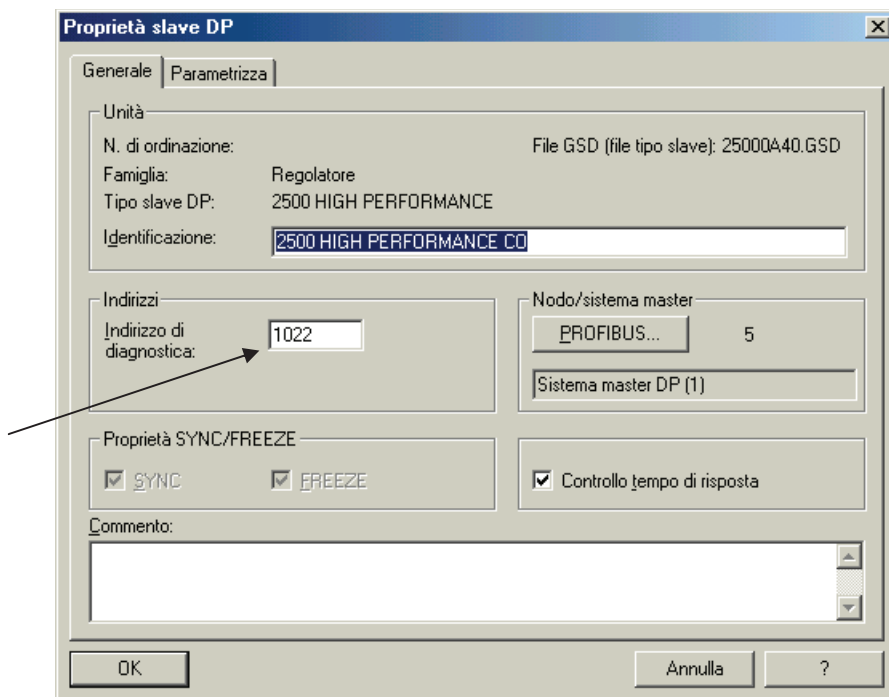 Proprietà slave DP
Generale Parametrizza
Unità
N. di ordinazione: File GSD (file tipo slave): 25000A40.GSD
Famiglia: Regolatore
Tipo slave DP: 2500 HIGH PERFORMANCE
Identificazione: 2500 HIGH PERFORMANCE CO
Indirizzi Nodo/sistema master
Indirizzo di
diagnostica: 1022 PROFIBUS... 5
Sistema master DP (1)
Proprietà SYNC/FREEZE
SYNC FREEZE Controllo tempo di risposta
Commento:
OK Annulla ?